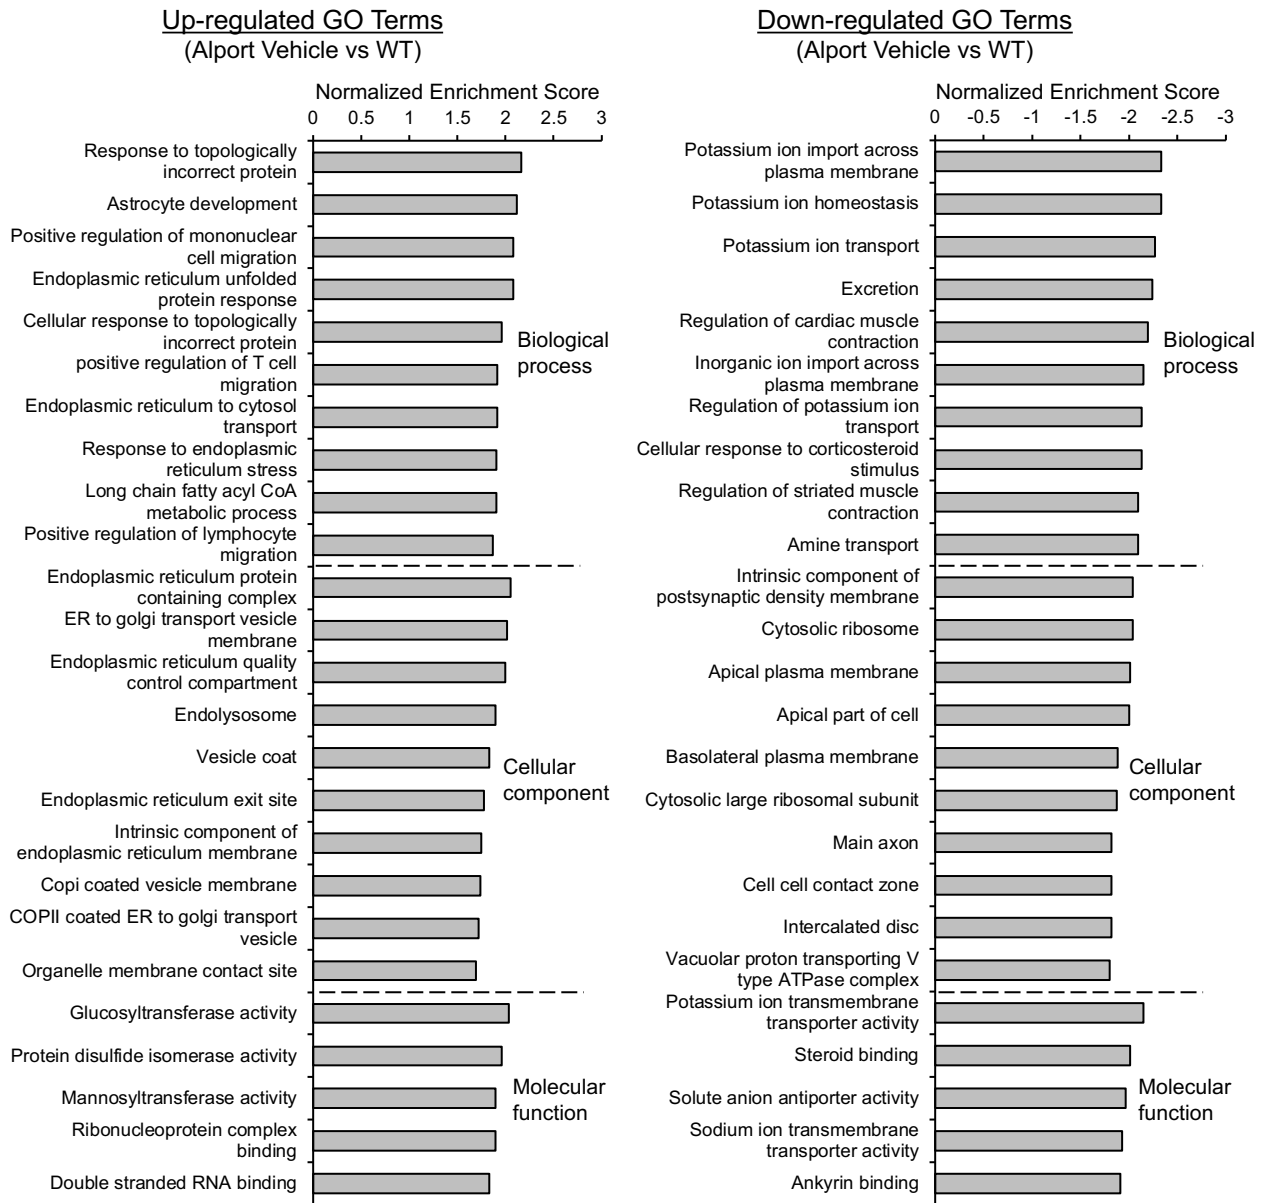 Up-regulated GO Terms
(Alport Vehicle vs WT)
Normalized Enrichment Score
0 0.5 1 1.5 2 2.5 3
Response to topologically
incorrect protein
Astrocyte development
Positive regulation of mononuclear
cell migration
Endoplasmic reticulum unfolded
protein response
Cellular response to topologically
incorrect protein
positive regulation of T cell
migration
Endoplasmic reticulum to cytosol
transport
Response to endoplasmic
reticulum stress
Long chain fatty acyl CoA
metabolic process
Positive regulation of lymphocyte
migration
Biological
process
Endoplasmic reticulum protein
containing complex
ER to golgi transport vesicle
membrane
Endoplasmic reticulum quality
control compartment
Endolysosome
Vesicle coat
Endoplasmic reticulum exit site
Intrinsic component of
endoplasmic reticulum membrane
Copi coated vesicle membrane
COPII coated ER to golgi transport
vesicle
Organelle membrane contact site
Cellular
component
Glucosyltransferase activity
Protein disulfide isomerase activity
Mannosyltransferase activity
Ribonucleoprotein complex
binding
Double stranded RNA binding
Molecular
function
Down-regulated GO Terms
(Alport Vehicle vs WT)
Normalized Enrichment Score
0 -0.5 -1 -1.5 -2 -2.5 -3
Potassium ion import across
plasma membrane
Potassium ion homeostasis
Potassium ion transport
Excretion
Regulation of cardiac muscle
contraction
Inorganic ion import across
plasma membrane
Regulation of potassium ion
transport
Cellular response to corticosteroid
stimulus
Regulation of striated muscle
contraction
Amine transport
Biological
process
Intrinsic component of
postsynaptic density membrane
Cytosolic ribosome
Apical plasma membrane
Apical part of cell
Basolateral plasma membrane
Cytosolic large ribosomal subunit
Main axon
Cell cell contact zone
Intercalated disc
Vacuolar proton transporting V
type ATPase complex
Cellular
component
Potassium ion transmembrane
transporter activity
Steroid binding
Solute anion antiporter activity
Sodium ion transmembrane
transporter activity
Ankyrin binding
Molecular
function